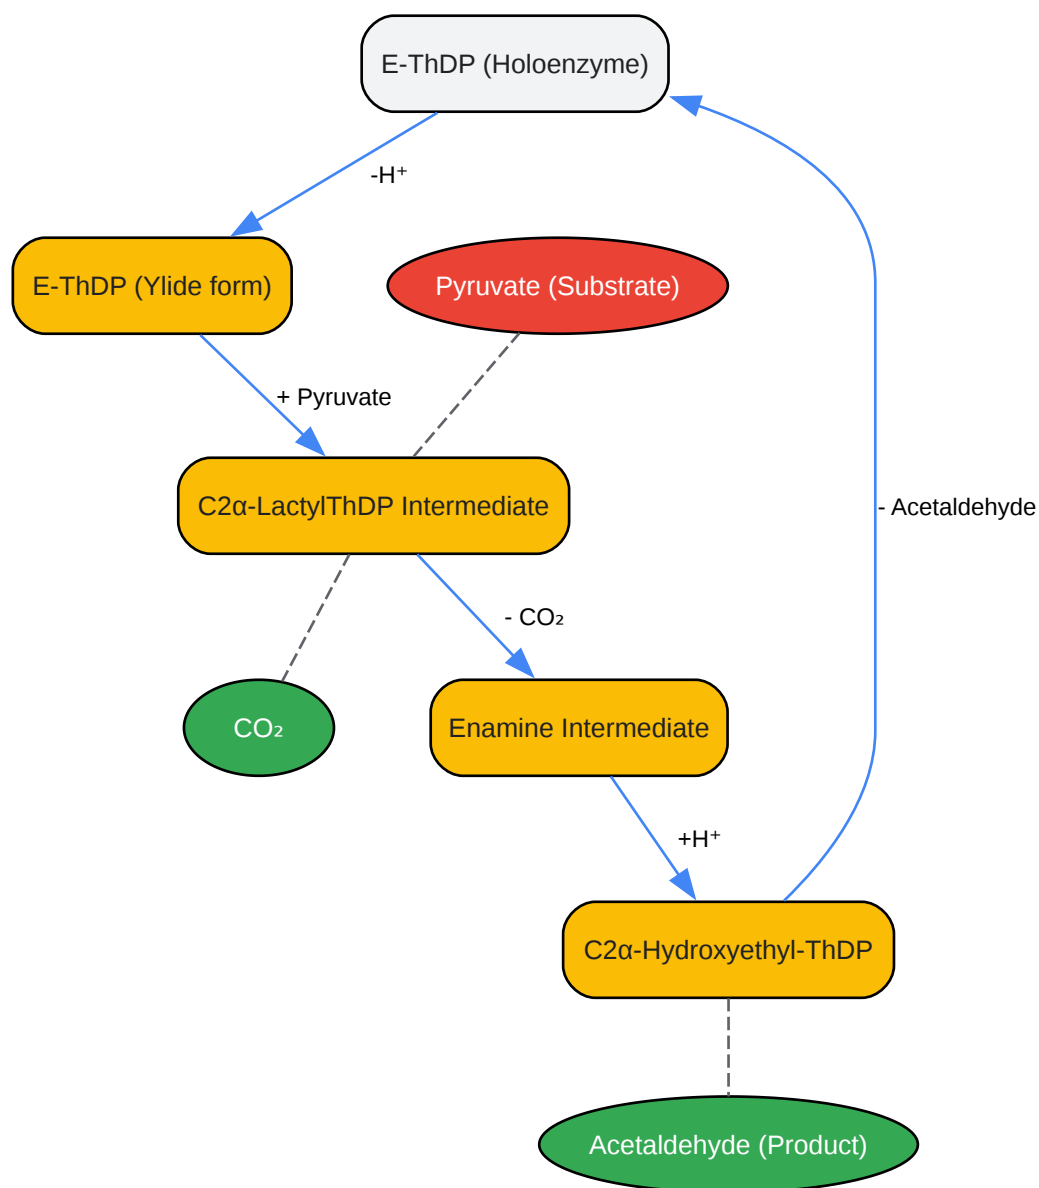 E-ThDP (Holoenzyme)
-H⁺
E-ThDP (Ylide form)
Pyruvate (Substrate)
+ Pyruvate
C2α-LactylThDP Intermediate
- Acetaldehyde
- CO₂
CO₂
Enamine Intermediate
+H⁺
C2α-Hydroxyethyl-ThDP
Acetaldehyde (Product)